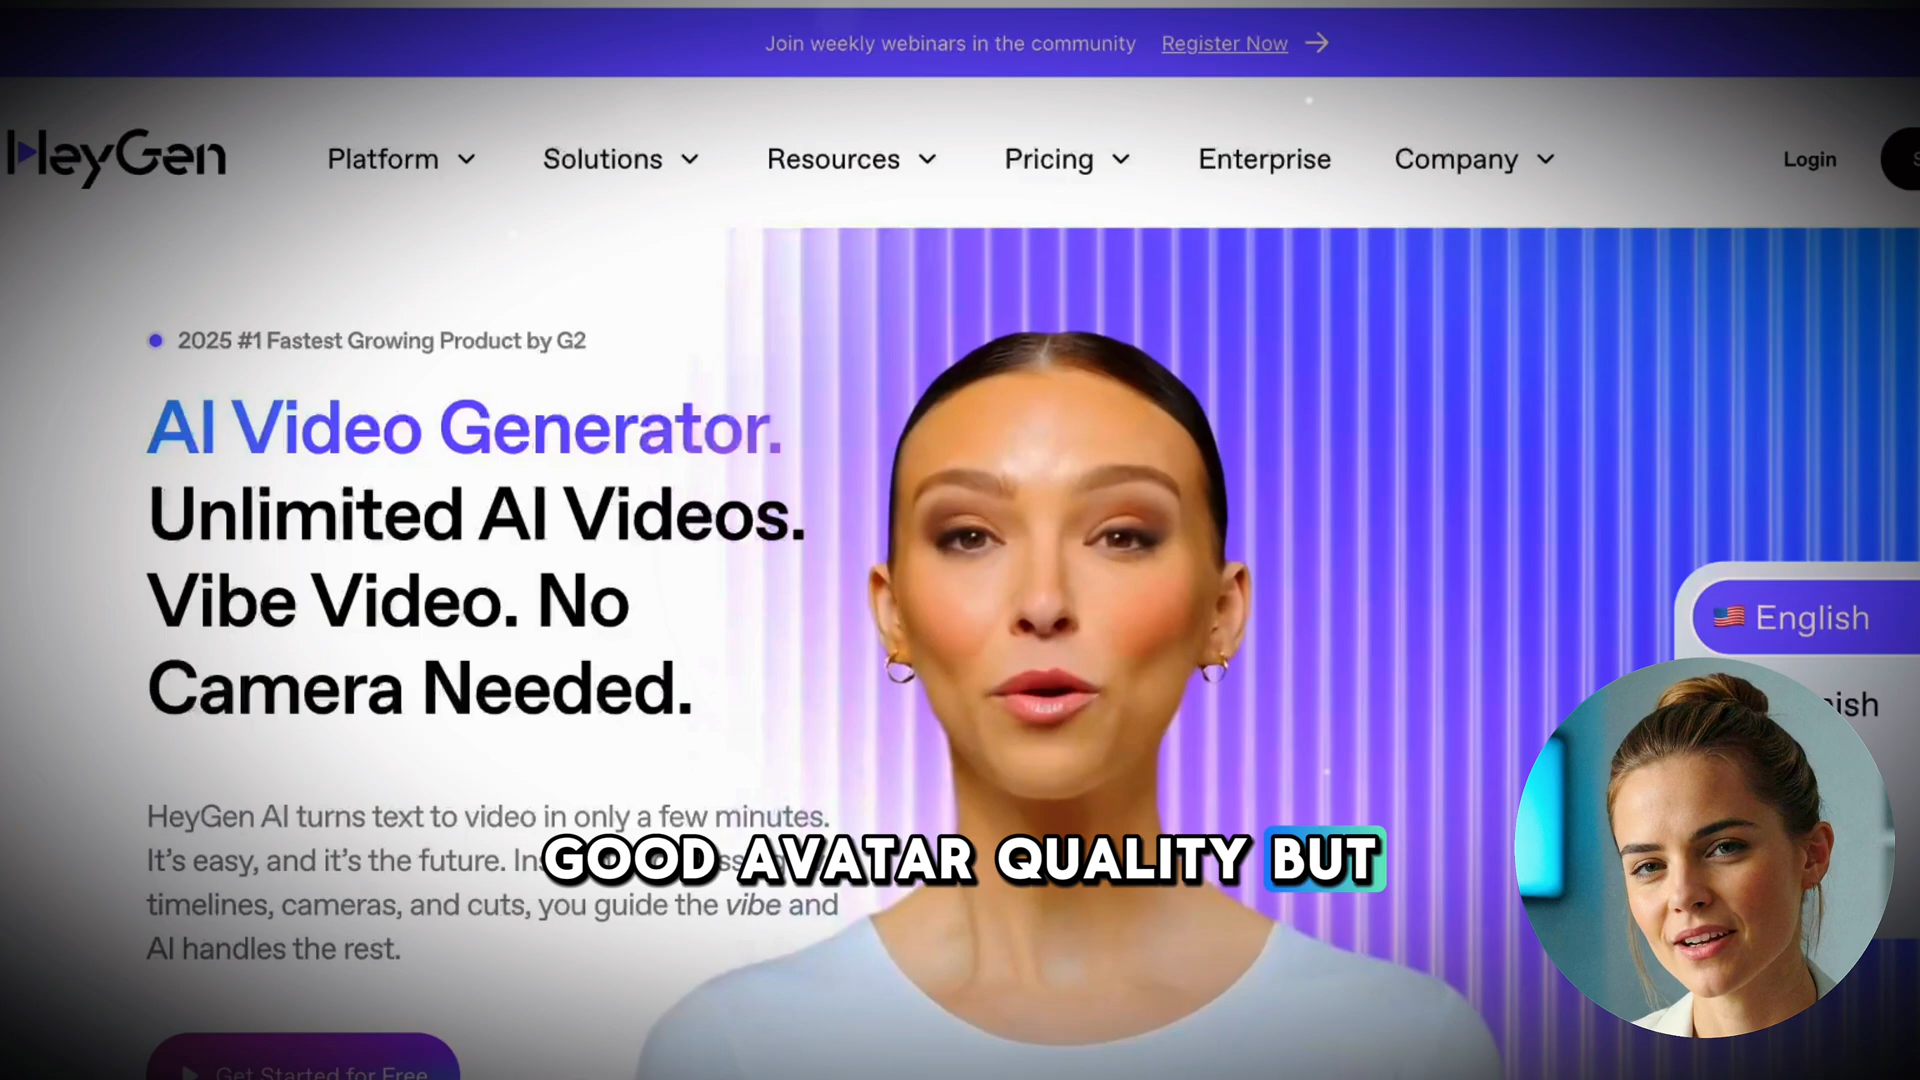 Join weekly webinars in the community Register Now
HeyGen Platform Solutions Resources Pricing Enterprise Company Login
2025 #1 Fastest Growing Product by G2
AI Video Generator.
Unlimited AI Videos.
Vibe Video. No
Camera Needed.
English
HeyGen AI turns text to video in only a few minutes.
It's easy, and it's the future.
GOOD AVATAR QUALITY BUT
timelines, cameras, and cuts, you guide the vibe and
AI handles the rest.
Get Started for Free